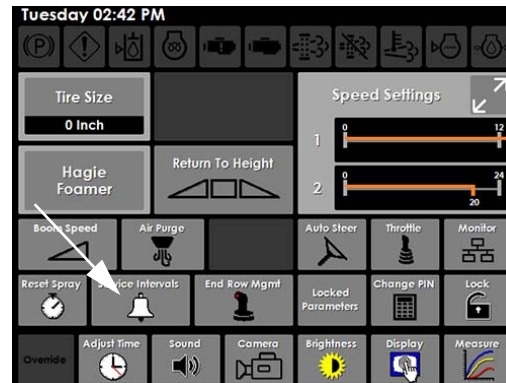 Tuesday 02:42 PM
(P)
Tire Size
0 Inch
Speed Settings
1
0
12
2
0
24
20
Hagie
Foamer
Return To Height
Boom Speed
Air Purge
Auto Steer
Throttle
Monitor
Reset Spray
Service Intervals
End Row Mgmt
Locked
Parameters
Change PIN
Lock
Override
Adjust Time
Sound
Camera
Brightness
Display
Measure